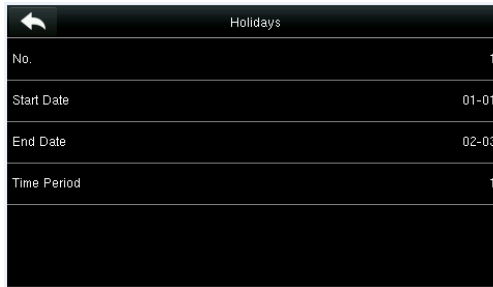 Holidays
No. 1
Start Date 01-01
End Date 02-03
Time Period 1